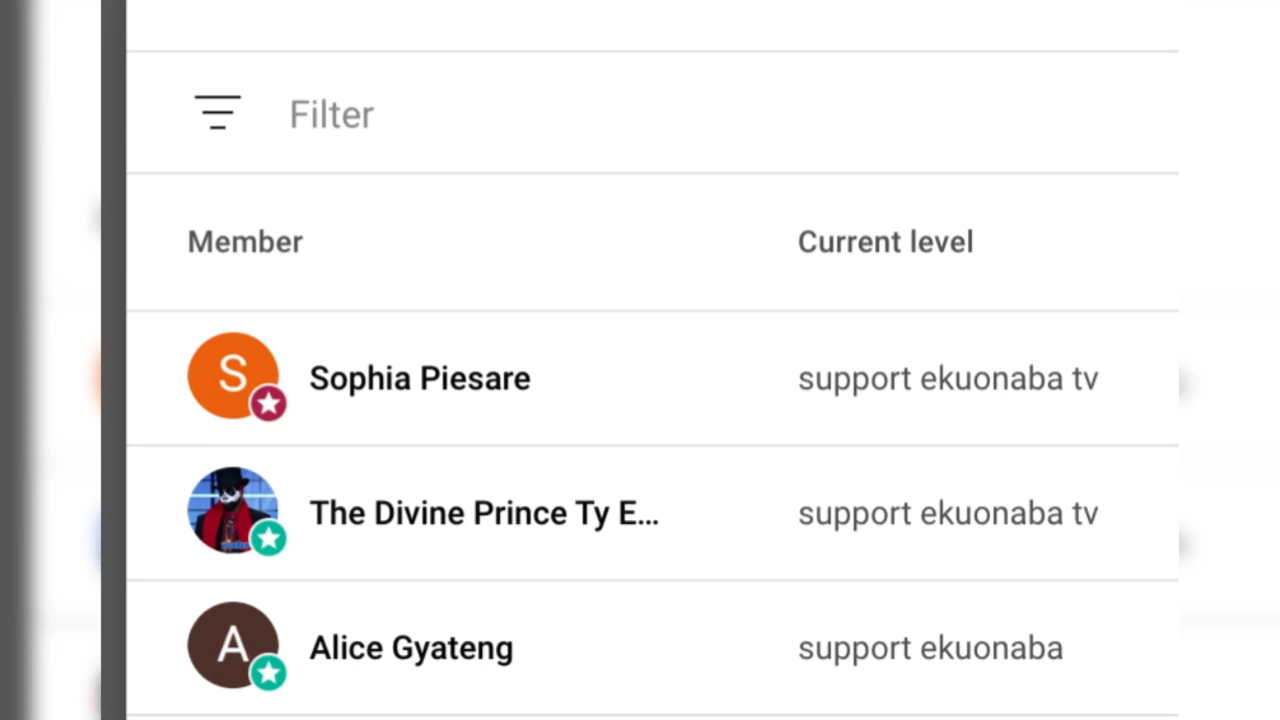 Filter
Member Current level
S Sophia Piesare support ekuonaba tv
The Divine Prince Ty E... support ekuonaba tv
A Alice Gyateng support ekuonaba